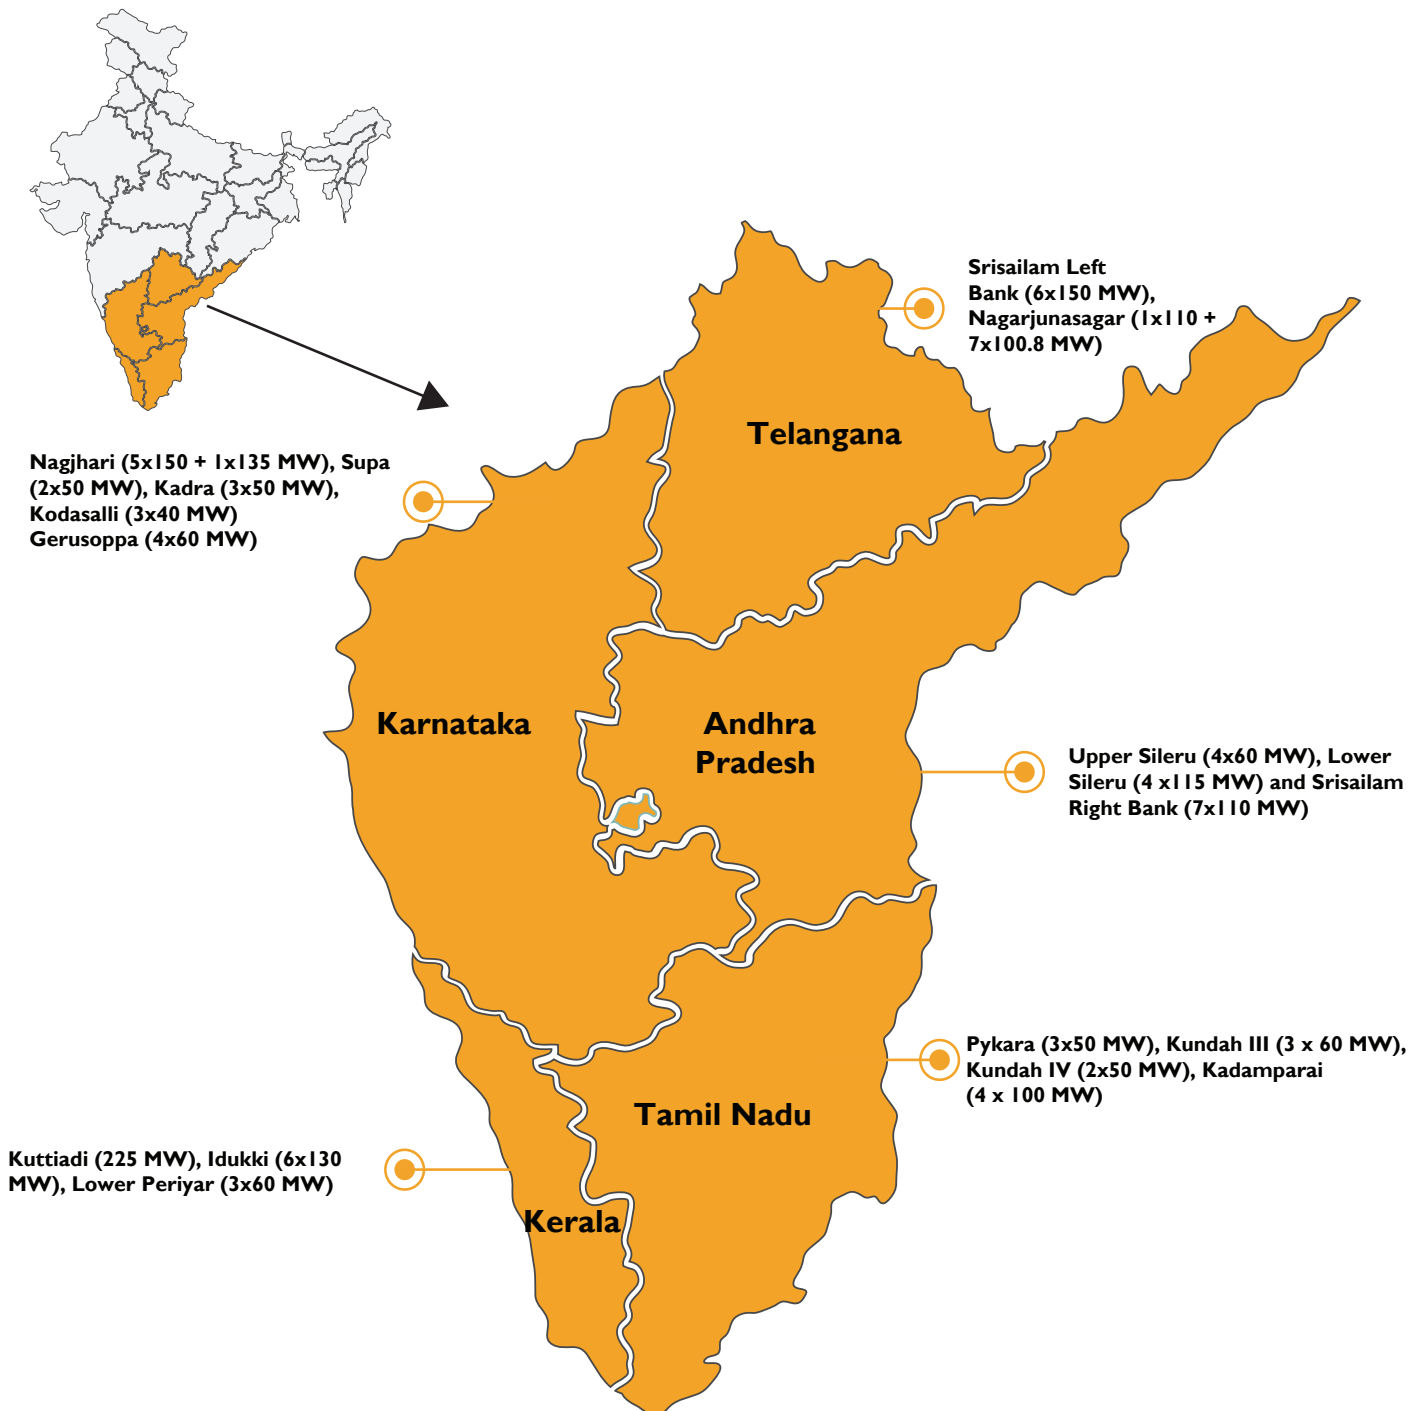 Srisailam Left
Bank (6x150 MW),
Nagarjunasagar (1x110 +
7x100.8 MW)
Telangana
Nagjhari (5x150 + 1x135 MW), Supa
(2x50 MW), Kadra (3x50 MW),
Kodasalli (3x40 MW)
Gerusoppa (4x60 MW)
Karnataka
Andhra
Pradesh
Upper Sileru (4x60 MW), Lower
Sileru (4 x115 MW) and Srisailam
Right Bank (7x110 MW)
Pykara (3x50 MW), Kundah III (3 x 60 MW),
Kundah IV (2x50 MW), Kadamparai
(4 x 100 MW)
Tamil Nadu
Kuttiadi (225 MW), Idukki (6x130
MW), Lower Periyar (3x60 MW)
Kerala